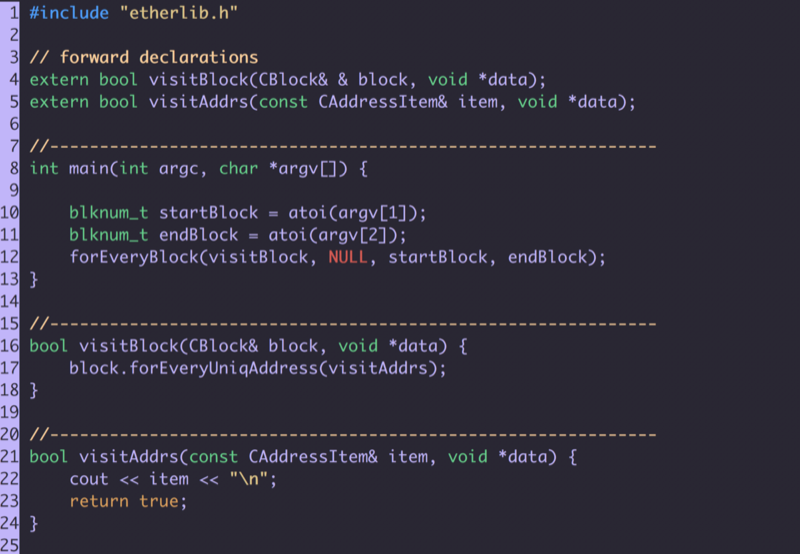 1 #include "etherlib.h"
2
3 // forward declarations
4 extern bool visitBlock(CBlock& & block, void *data);
5 extern bool visitAddrs(const CAddressItem& item, void *data);
6
7 //-------------------------------------------------------------
8 int main(int argc, char *argv[]) {
9
10     blknum_t startBlock = atoi(argv[1]);
11     blknum_t endBlock = atoi(argv[2]);
12     forEveryBlock(visitBlock, NULL, startBlock, endBlock);
13 }
14
15 //-------------------------------------------------------------
16 bool visitBlock(CBlock& block, void *data) {
17     block.forEveryUniqAddress(visitAddrs);
18 }
19
20 //-------------------------------------------------------------
21 bool visitAddrs(const CAddressItem& item, void *data) {
22     cout << item << "\n";
23     return true;
24 }
25